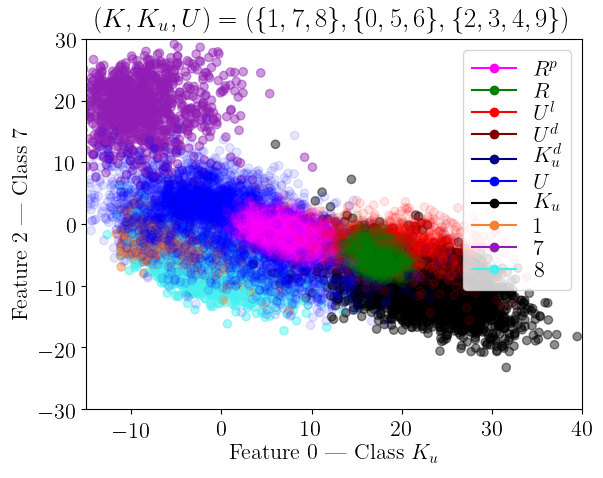 (K, K_u, U) = ({1, 7, 8}, {0, 5, 6}, {2, 3, 4, 9})
30
20
10
0
−10
−20
−30
Feature 2 — Class 7
R^p
R
U^l
U^d
K_u^d
U
K_u
1
7
8
−10
0
10
20
30
40
Feature 0 — Class K_u